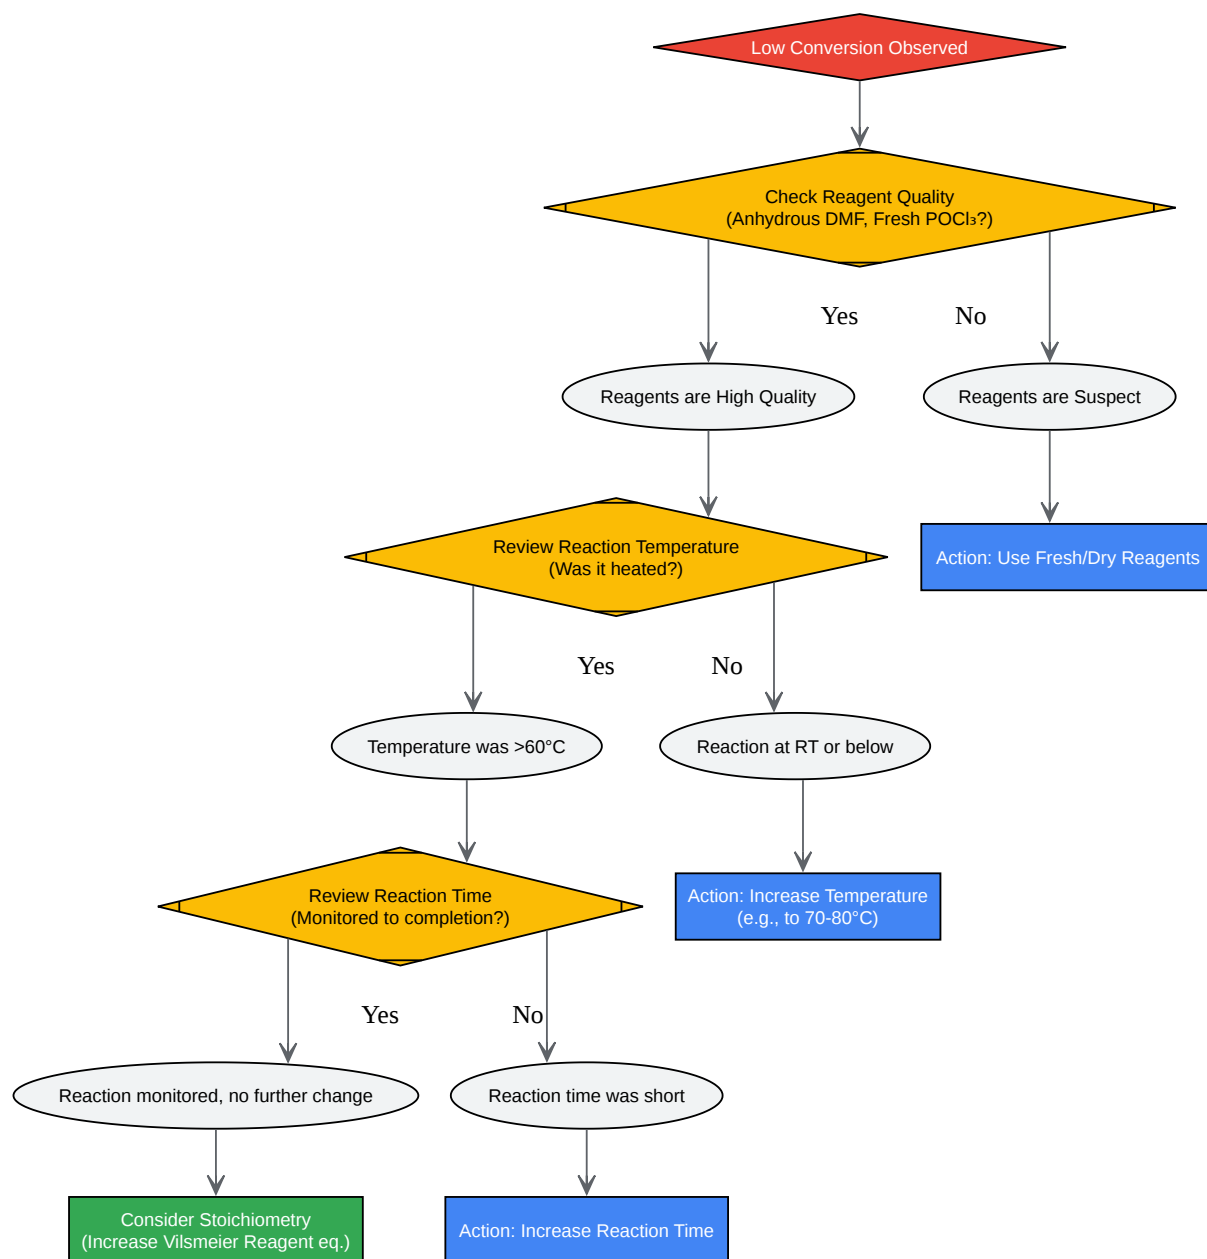 Low Conversion Observed
Check Reagent Quality
(Anhydrous DMF, Fresh POCl₃?)
Yes
No
Reagents are High Quality
Reagents are Suspect
Review Reaction Temperature
(Was it heated?)
Action: Use Fresh/Dry Reagents
Yes
No
Temperature was >60°C
Reaction at RT or below
Review Reaction Time
(Monitored to completion?)
Action: Increase Temperature
(e.g., to 70-80°C)
Yes
No
Reaction monitored, no further change
Reaction time was short
Consider Stoichiometry
(Increase Vilsmeier Reagent eq.)
Action: Increase Reaction Time